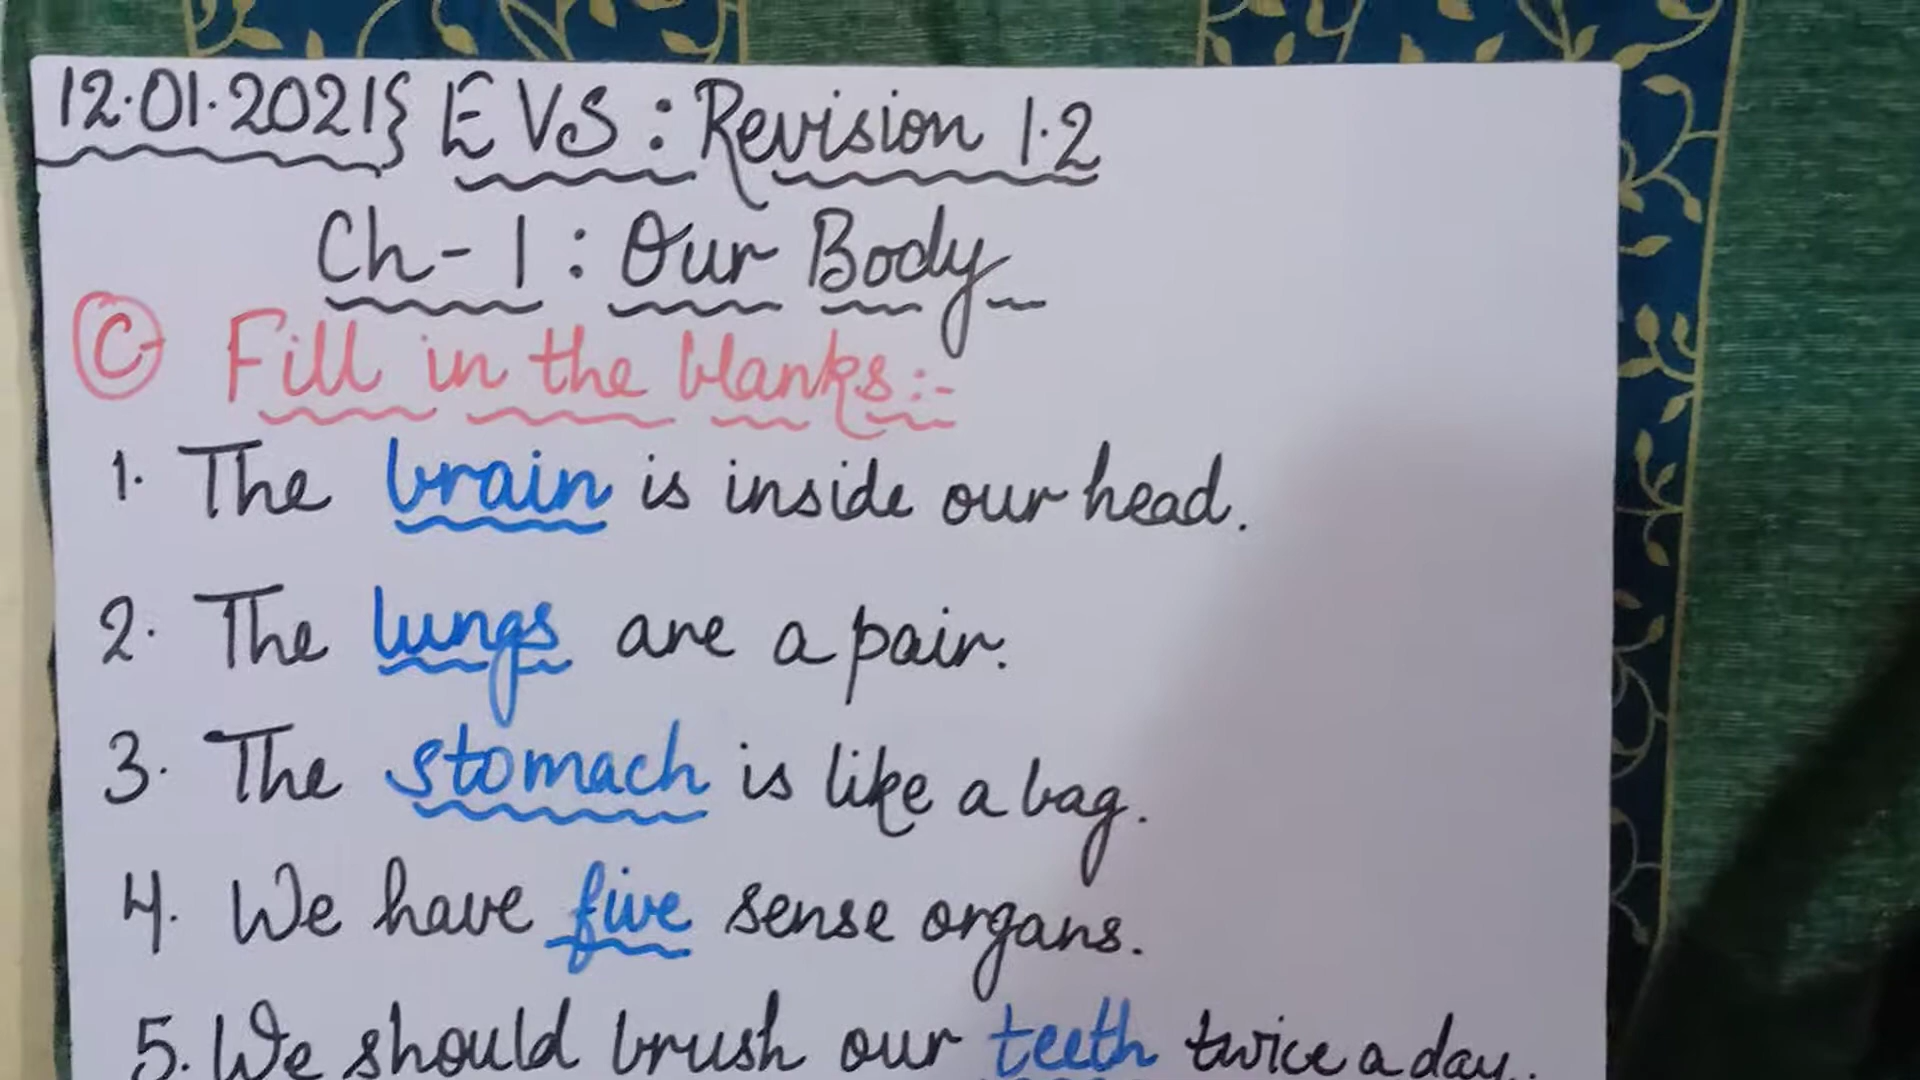 12.01.2021} EVS : Revision 1.2
Ch-1 : Our Body
C Fill in the blanks:-
1. The brain is inside our head.
2. The lungs are a pair.
3. The stomach is like a bag.
4. We have five sense organs.
5. We should brush our teeth twice a day.